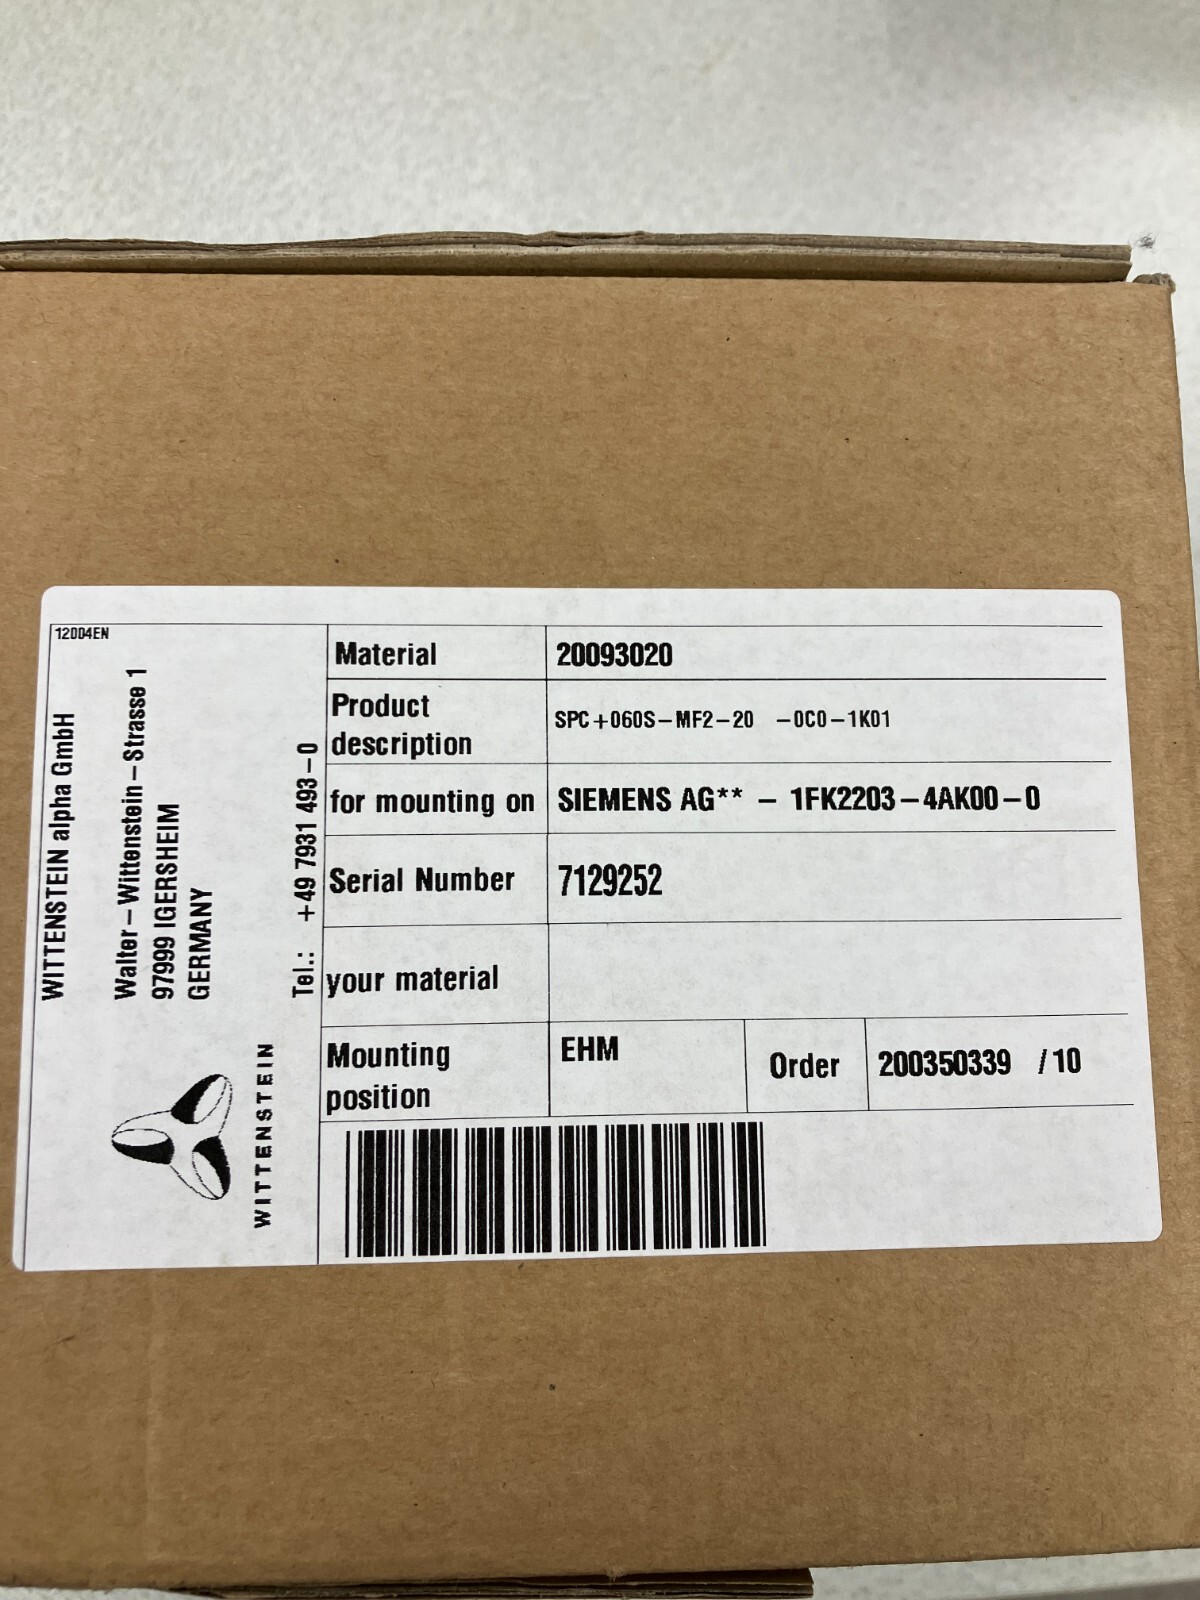 12004EN
WITTENSTEIN alpha GmbH
Walter-Wittenstein-Strasse 1
97999 IGERSHEIM
GERMANY
Tel.: +49 7931 493-0
WITTENSTEIN
Material 20093020
Product description SPC+060S-MF2-20 -0C0-1K01
for mounting on SIEMENS AG** - 1FK2203-4AK00-0
Serial Number 7129252
your material
Mounting position EHM Order 200350339 /10